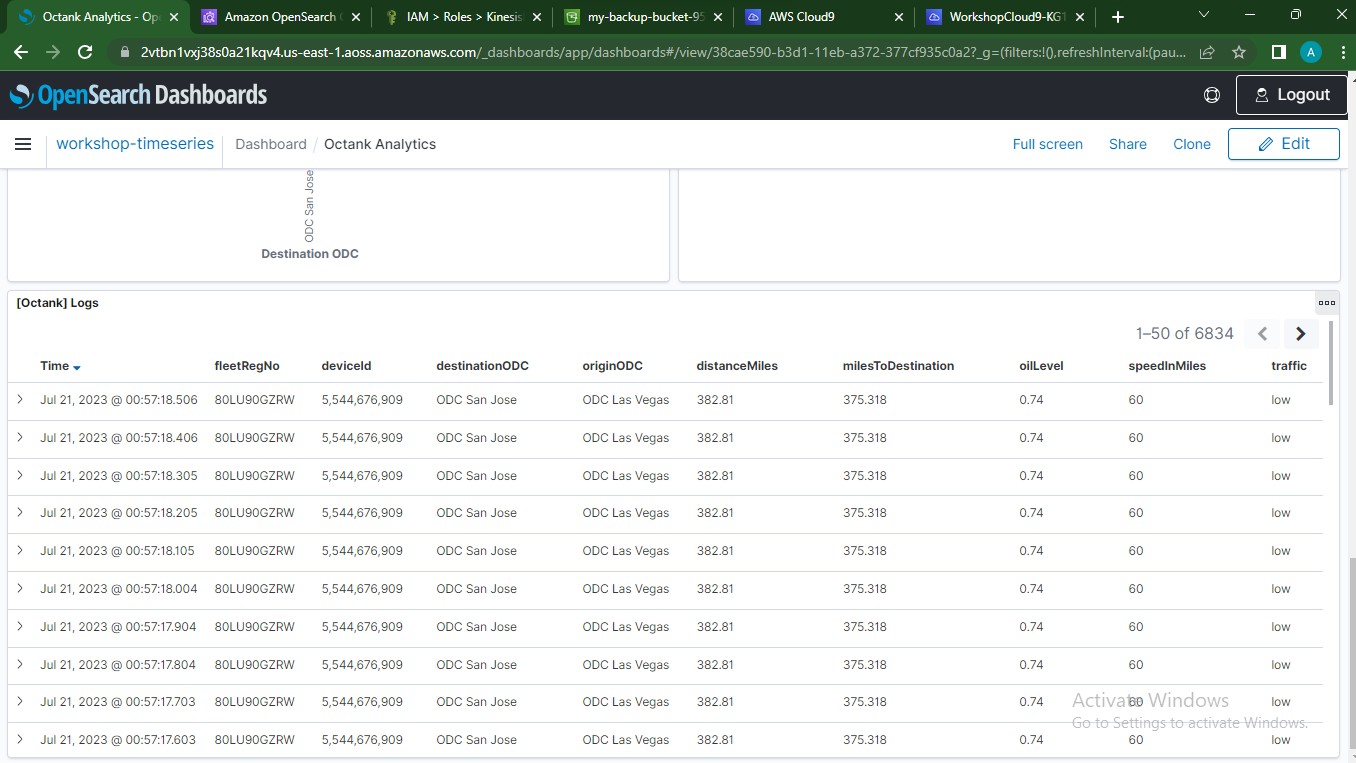 Octank Analytics - Op
Amazon OpenSearch
IAM > Roles > Kinesis
my-backup-bucket-95
AWS Cloud9
WorkshopCloud9-KG1
2vtbn1vxj38s0a21kqv4.us-east-1.aoss.amazonaws.com/_dashboards/app/dashboards#/view/38cae590-b3d1-11eb-a372-377cf935c0a2?_g=(filters:!(),refreshInterval:(pau...
A
OpenSearch Dashboards
Logout
workshop-timeseries Dashboard / Octank Analytics Full screen Share Clone Edit
ODC San Jose
Destination ODC
[Octank] Logs
1–50 of 6834
Time fleetRegNo deviceId destinationODC originODC distanceMiles milesToDestination oilLevel speedInMiles traffic
Jul 21, 2023 @ 00:57:18.506 80LU90GZRW 5,544,676,909 ODC San Jose ODC Las Vegas 382.81 375.318 0.74 60 low
Jul 21, 2023 @ 00:57:18.406 80LU90GZRW 5,544,676,909 ODC San Jose ODC Las Vegas 382.81 375.318 0.74 60 low
Jul 21, 2023 @ 00:57:18.305 80LU90GZRW 5,544,676,909 ODC San Jose ODC Las Vegas 382.81 375.318 0.74 60 low
Jul 21, 2023 @ 00:57:18.205 80LU90GZRW 5,544,676,909 ODC San Jose ODC Las Vegas 382.81 375.318 0.74 60 low
Jul 21, 2023 @ 00:57:18.105 80LU90GZRW 5,544,676,909 ODC San Jose ODC Las Vegas 382.81 375.318 0.74 60 low
Jul 21, 2023 @ 00:57:18.004 80LU90GZRW 5,544,676,909 ODC San Jose ODC Las Vegas 382.81 375.318 0.74 60 low
Jul 21, 2023 @ 00:57:17.904 80LU90GZRW 5,544,676,909 ODC San Jose ODC Las Vegas 382.81 375.318 0.74 60 low
Jul 21, 2023 @ 00:57:17.804 80LU90GZRW 5,544,676,909 ODC San Jose ODC Las Vegas 382.81 375.318 0.74 60 low
Jul 21, 2023 @ 00:57:17.703 80LU90GZRW 5,544,676,909 ODC San Jose ODC Las Vegas 382.81 375.318 0.74 60 low
Jul 21, 2023 @ 00:57:17.603 80LU90GZRW 5,544,676,909 ODC San Jose ODC Las Vegas 382.81 375.318 0.74 60 low
Activate Windows
Go to Settings to activate Windows.